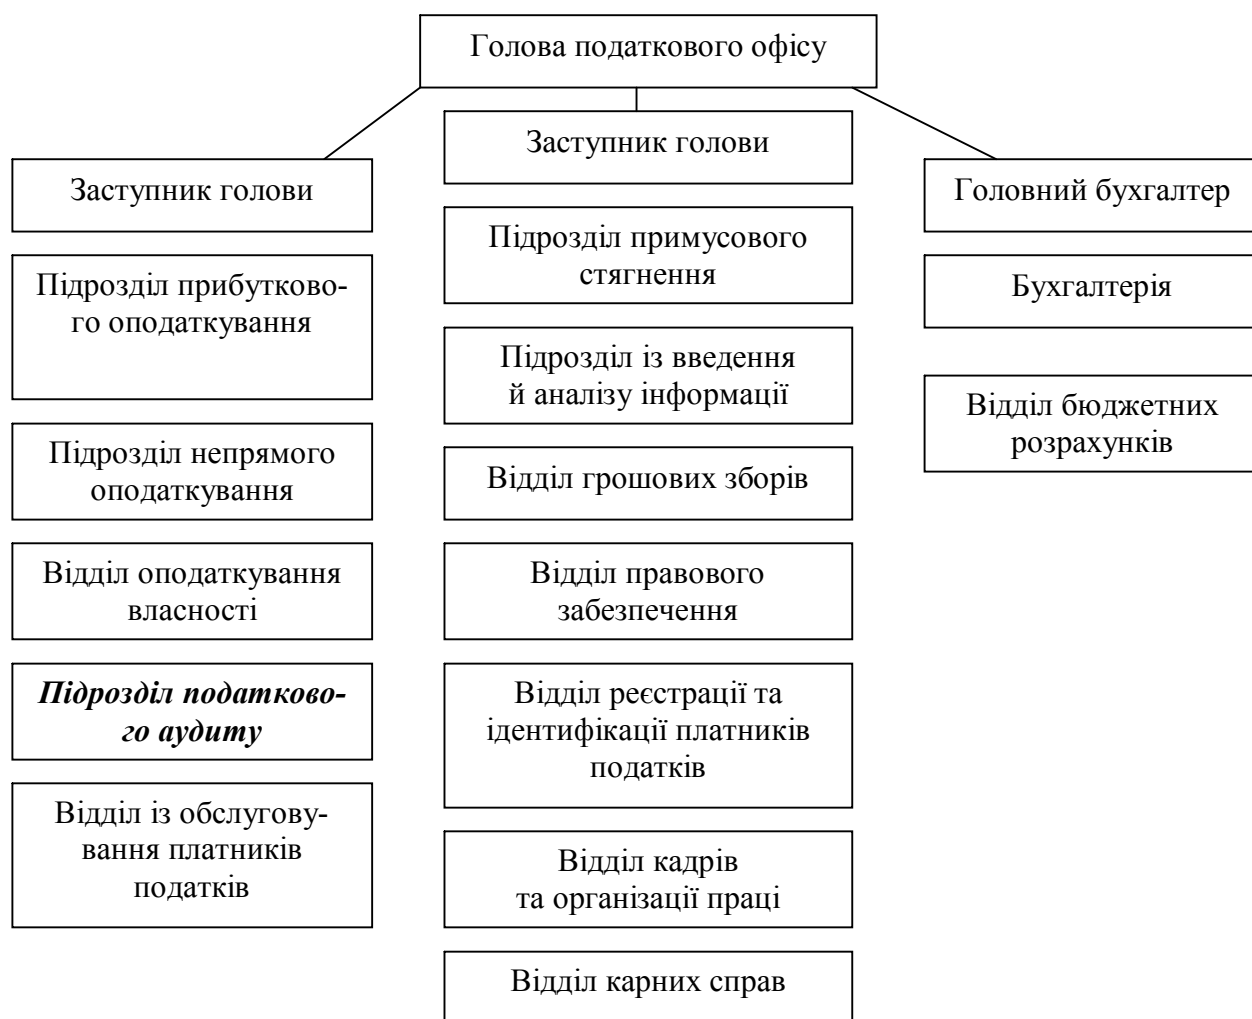 Голова податкового офісу
Заступник голови
Підрозділ прибутково-
го оподаткування
Підрозділ непрямого
оподаткування
Відділ оподаткування
власності
Підрозділ податково-
го аудиту
Відділ із обслугову-
вання платників
податків
Заступник голови
Підрозділ примусового
стягнення
Підрозділ із введення
й аналізу інформації
Відділ грошових зборів
Відділ правового
забезпечення
Відділ реєстрації та
ідентифікації платників
податків
Відділ кадрів
та організації праці
Відділ карних справ
Головний бухгалтер
Бухгалтерія
Відділ бюджетних
розрахунків